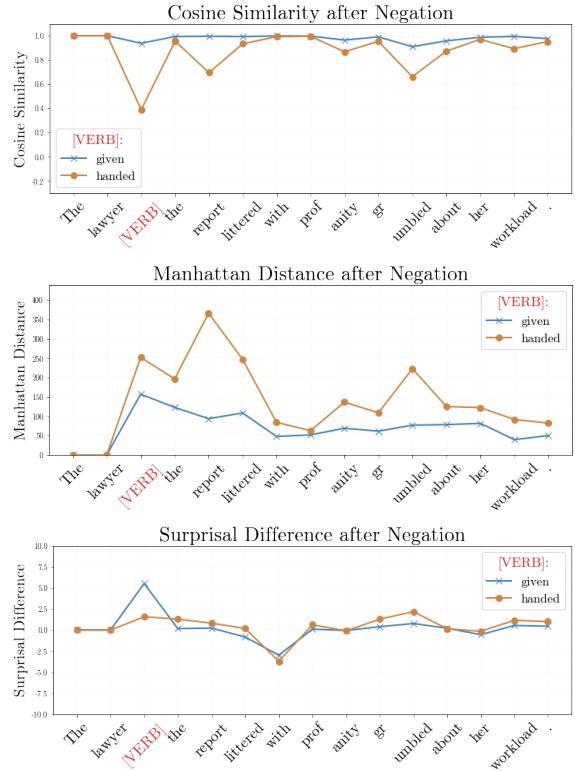 Cosine Similarity after Negation
Cosine Similarity
1.0
0.8
0.6
0.4
0.2
0.0
-0.2
[VERB]:
given
handed
The lawyer [VERB] the report littered with prof anity gr umbled about her workload .
Manhattan Distance after Negation
Manhattan Distance
400
350
300
250
200
150
100
50
0
[VERB]:
given
handed
The lawyer [VERB] the report littered with prof anity gr umbled about her workload .
Surprisal Difference after Negation
Surprisal Difference
10.0
7.5
5.0
2.5
0.0
-2.5
-5.0
-7.5
-10.0
[VERB]:
given
handed
The lawyer [VERB] the report littered with prof anity gr umbled about her workload .